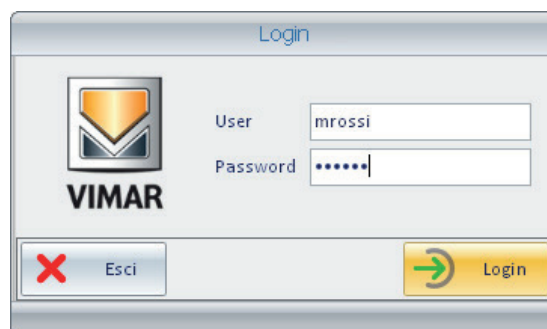 Login
User mrossi
Password ••••••
VIMAR
Esci Login